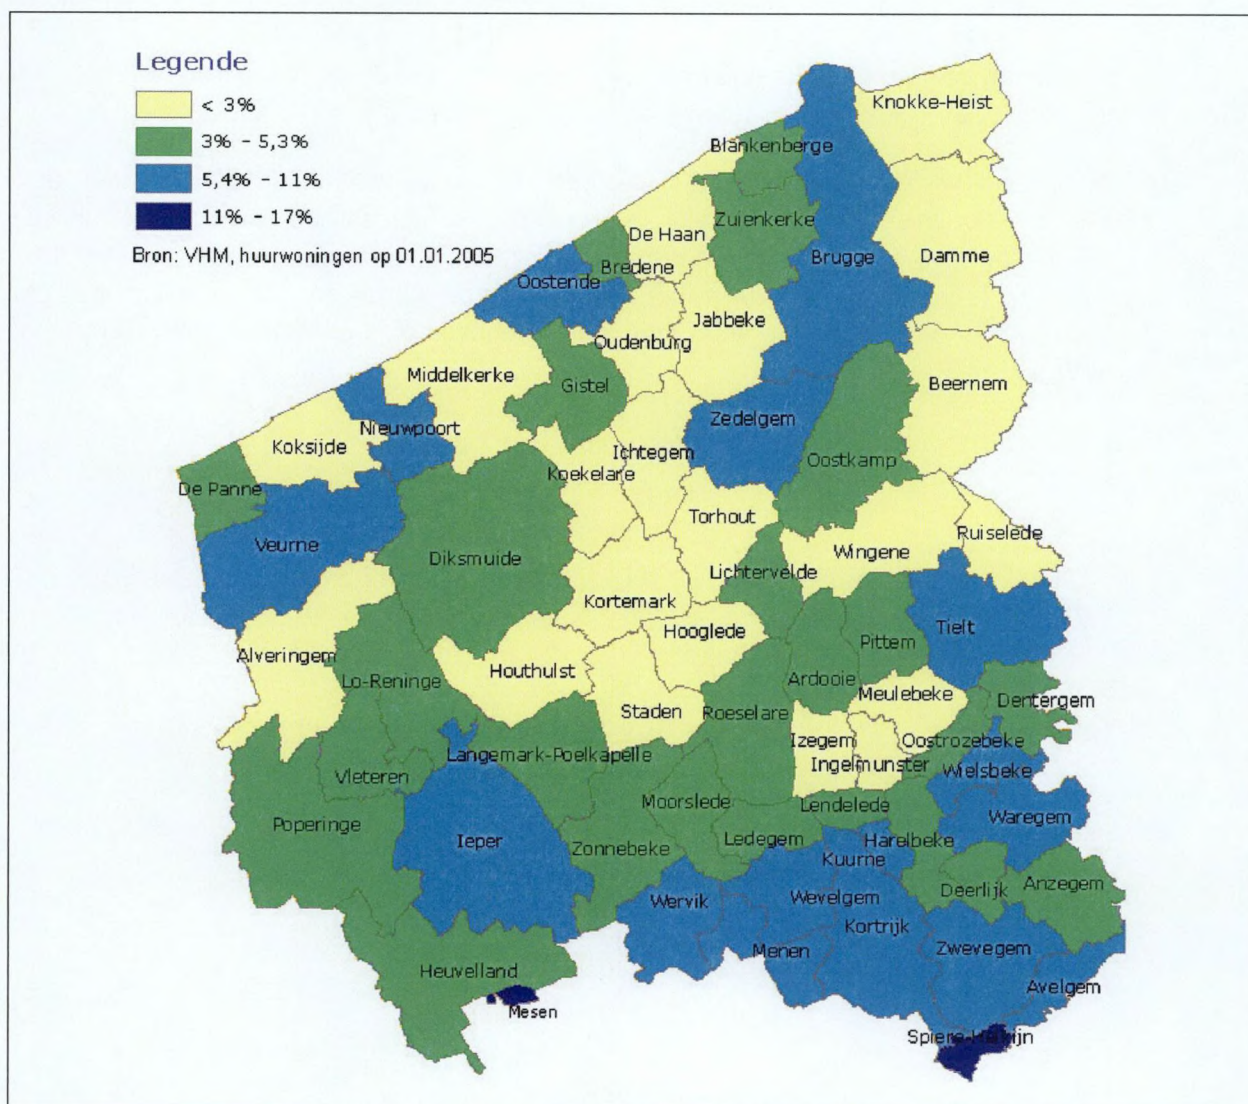 Legende
< 3%
3% - 5,3%
5,4% - 11%
11% - 17%
Bron: VHM, huurwoningen op 01.01.2005
Knokke-Heist
Blankenberge
Zuienkerke
De Haan
Brugge
Damme
Bredene
Oostende
Jabbeke
Oudenburg
Middelkerke
Gistel
Beernem
Zedelgem
Nieuwpoort
Koksijde
Ichtegem
Oostkamp
Koekelare
De Panne
Torhout
Ruiselede
Veurne
Wingene
Diksmuide
Lichtervelde
Kortemark
Tielt
Hooglede
Pittem
Alveringem
Houthulst
Ardooie
Lo-Reninge
Meulebeke
Dentergem
Staden
Roeselare
Izegem
Oostrozebeke
Langemark-Poelkapelle
Ingelmunster
Wielsbeke
Vleteren
Moorslede
Lendelede
Waregem
Poperinge
Ieper
Ledegem
Harelbeke
Zonnebeke
Kuurne
Anzegem
Deerlijk
Wervik
Wevelgem
Kortrijk
Menen
Zwevegem
Heuvelland
Avelgem
Mesen
Spiere-Helkijn